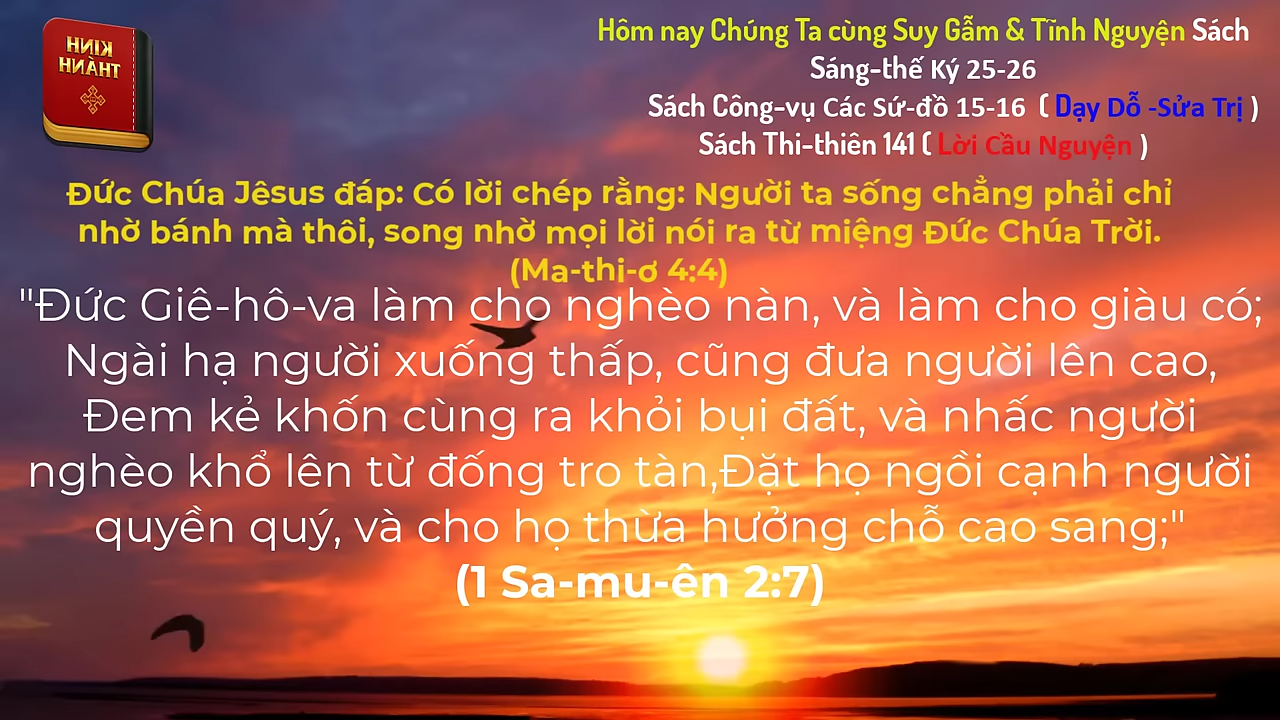 KINH
THÁNH
Hôm nay Chúng Ta cùng Suy Gẫm & Tĩnh Nguyện Sách
Sáng-thế Ký 25-26
Sách Công-vụ Các Sứ-đồ 15-16 ( Dạy Dỗ -Sửa Trị )
Sách Thi-thiên 141 ( Lời Cầu Nguyện )
Đức Chúa Jêsus đáp: Có lời chép rằng: Người ta sống chẳng phải chỉ
nhờ bánh mà thôi, song nhờ mọi lời nói ra từ miệng Đức Chúa Trời.
(Ma-thi-ơ 4:4)
"Đức Giê-hô-va làm cho nghèo nàn, và làm cho giàu có;
Ngài hạ người xuống thấp, cũng đưa người lên cao,
Đem kẻ khốn cùng ra khỏi bụi đất, và nhấc người
nghèo khổ lên từ đống tro tàn,Đặt họ ngồi cạnh người
quyền quý, và cho họ thừa hưởng chỗ cao sang;"
(1 Sa-mu-ên 2:7)